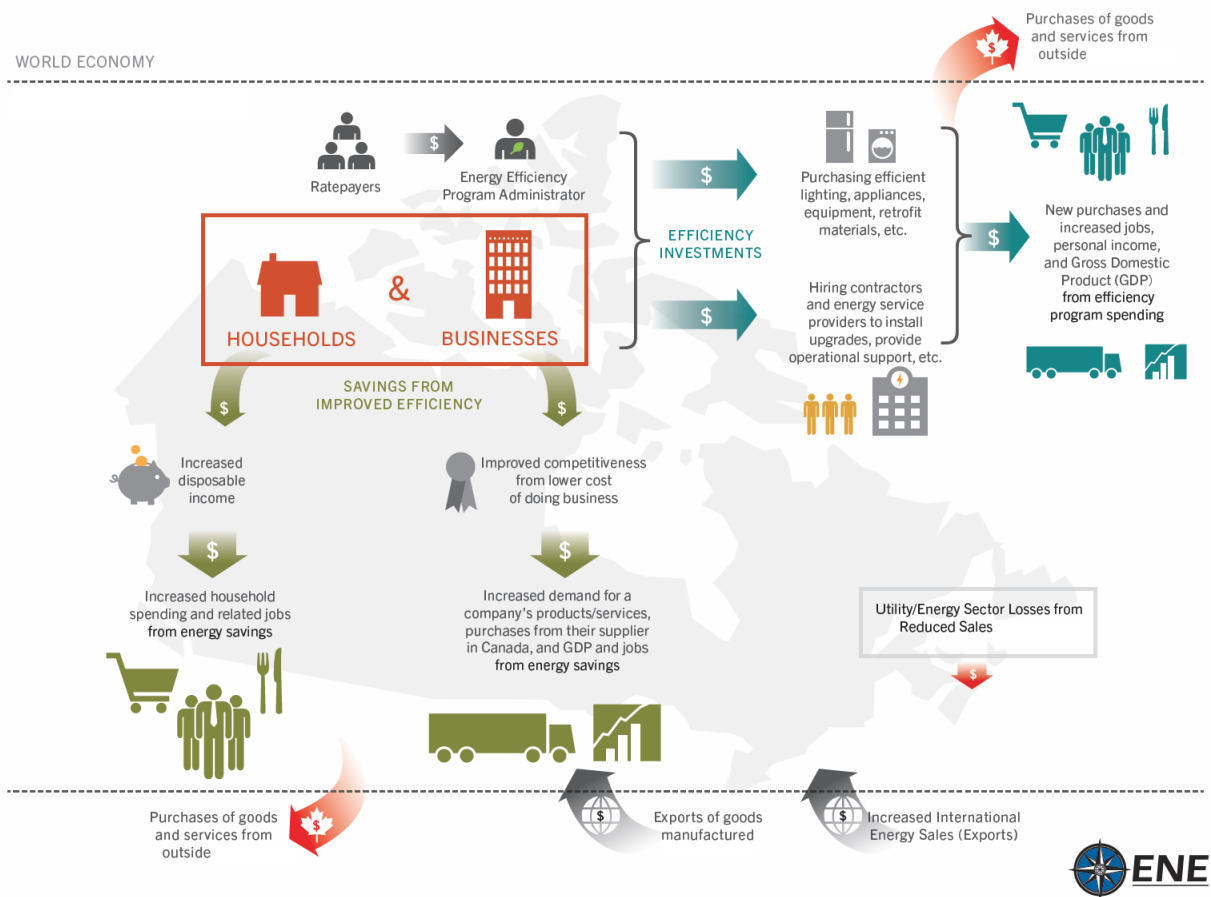 Purchases of goods
and services from
outside
WORLD ECONOMY
$
Ratepayers
$
Energy Efficiency
Program Administrator
HOUSEHOLDS
&
BUSINESSES
EFFICIENCY
INVESTMENTS
$
$
Purchasing efficient
lighting, appliances,
equipment, retrofit
materials, etc.
Hiring contractors
and energy service
providers to install
upgrades, provide
operational support, etc.
$
New purchases and
increased jobs,
personal income,
and Gross Domestic
Product (GDP)
from efficiency
program spending
SAVINGS FROM
IMPROVED EFFICIENCY
$
$
Increased
disposable
income
Improved competitiveness
from lower cost
of doing business
$
$
Increased household
spending and related jobs
from energy savings
Increased demand for a
company's products/services,
purchases from their supplier
in Canada, and GDP and jobs
from energy savings
Utility/Energy Sector Losses from
Reduced Sales
$
Purchases of goods
and services from
outside
$
$
Exports of goods
manufactured
$
Increased International
Energy Sales (Exports)
ENE